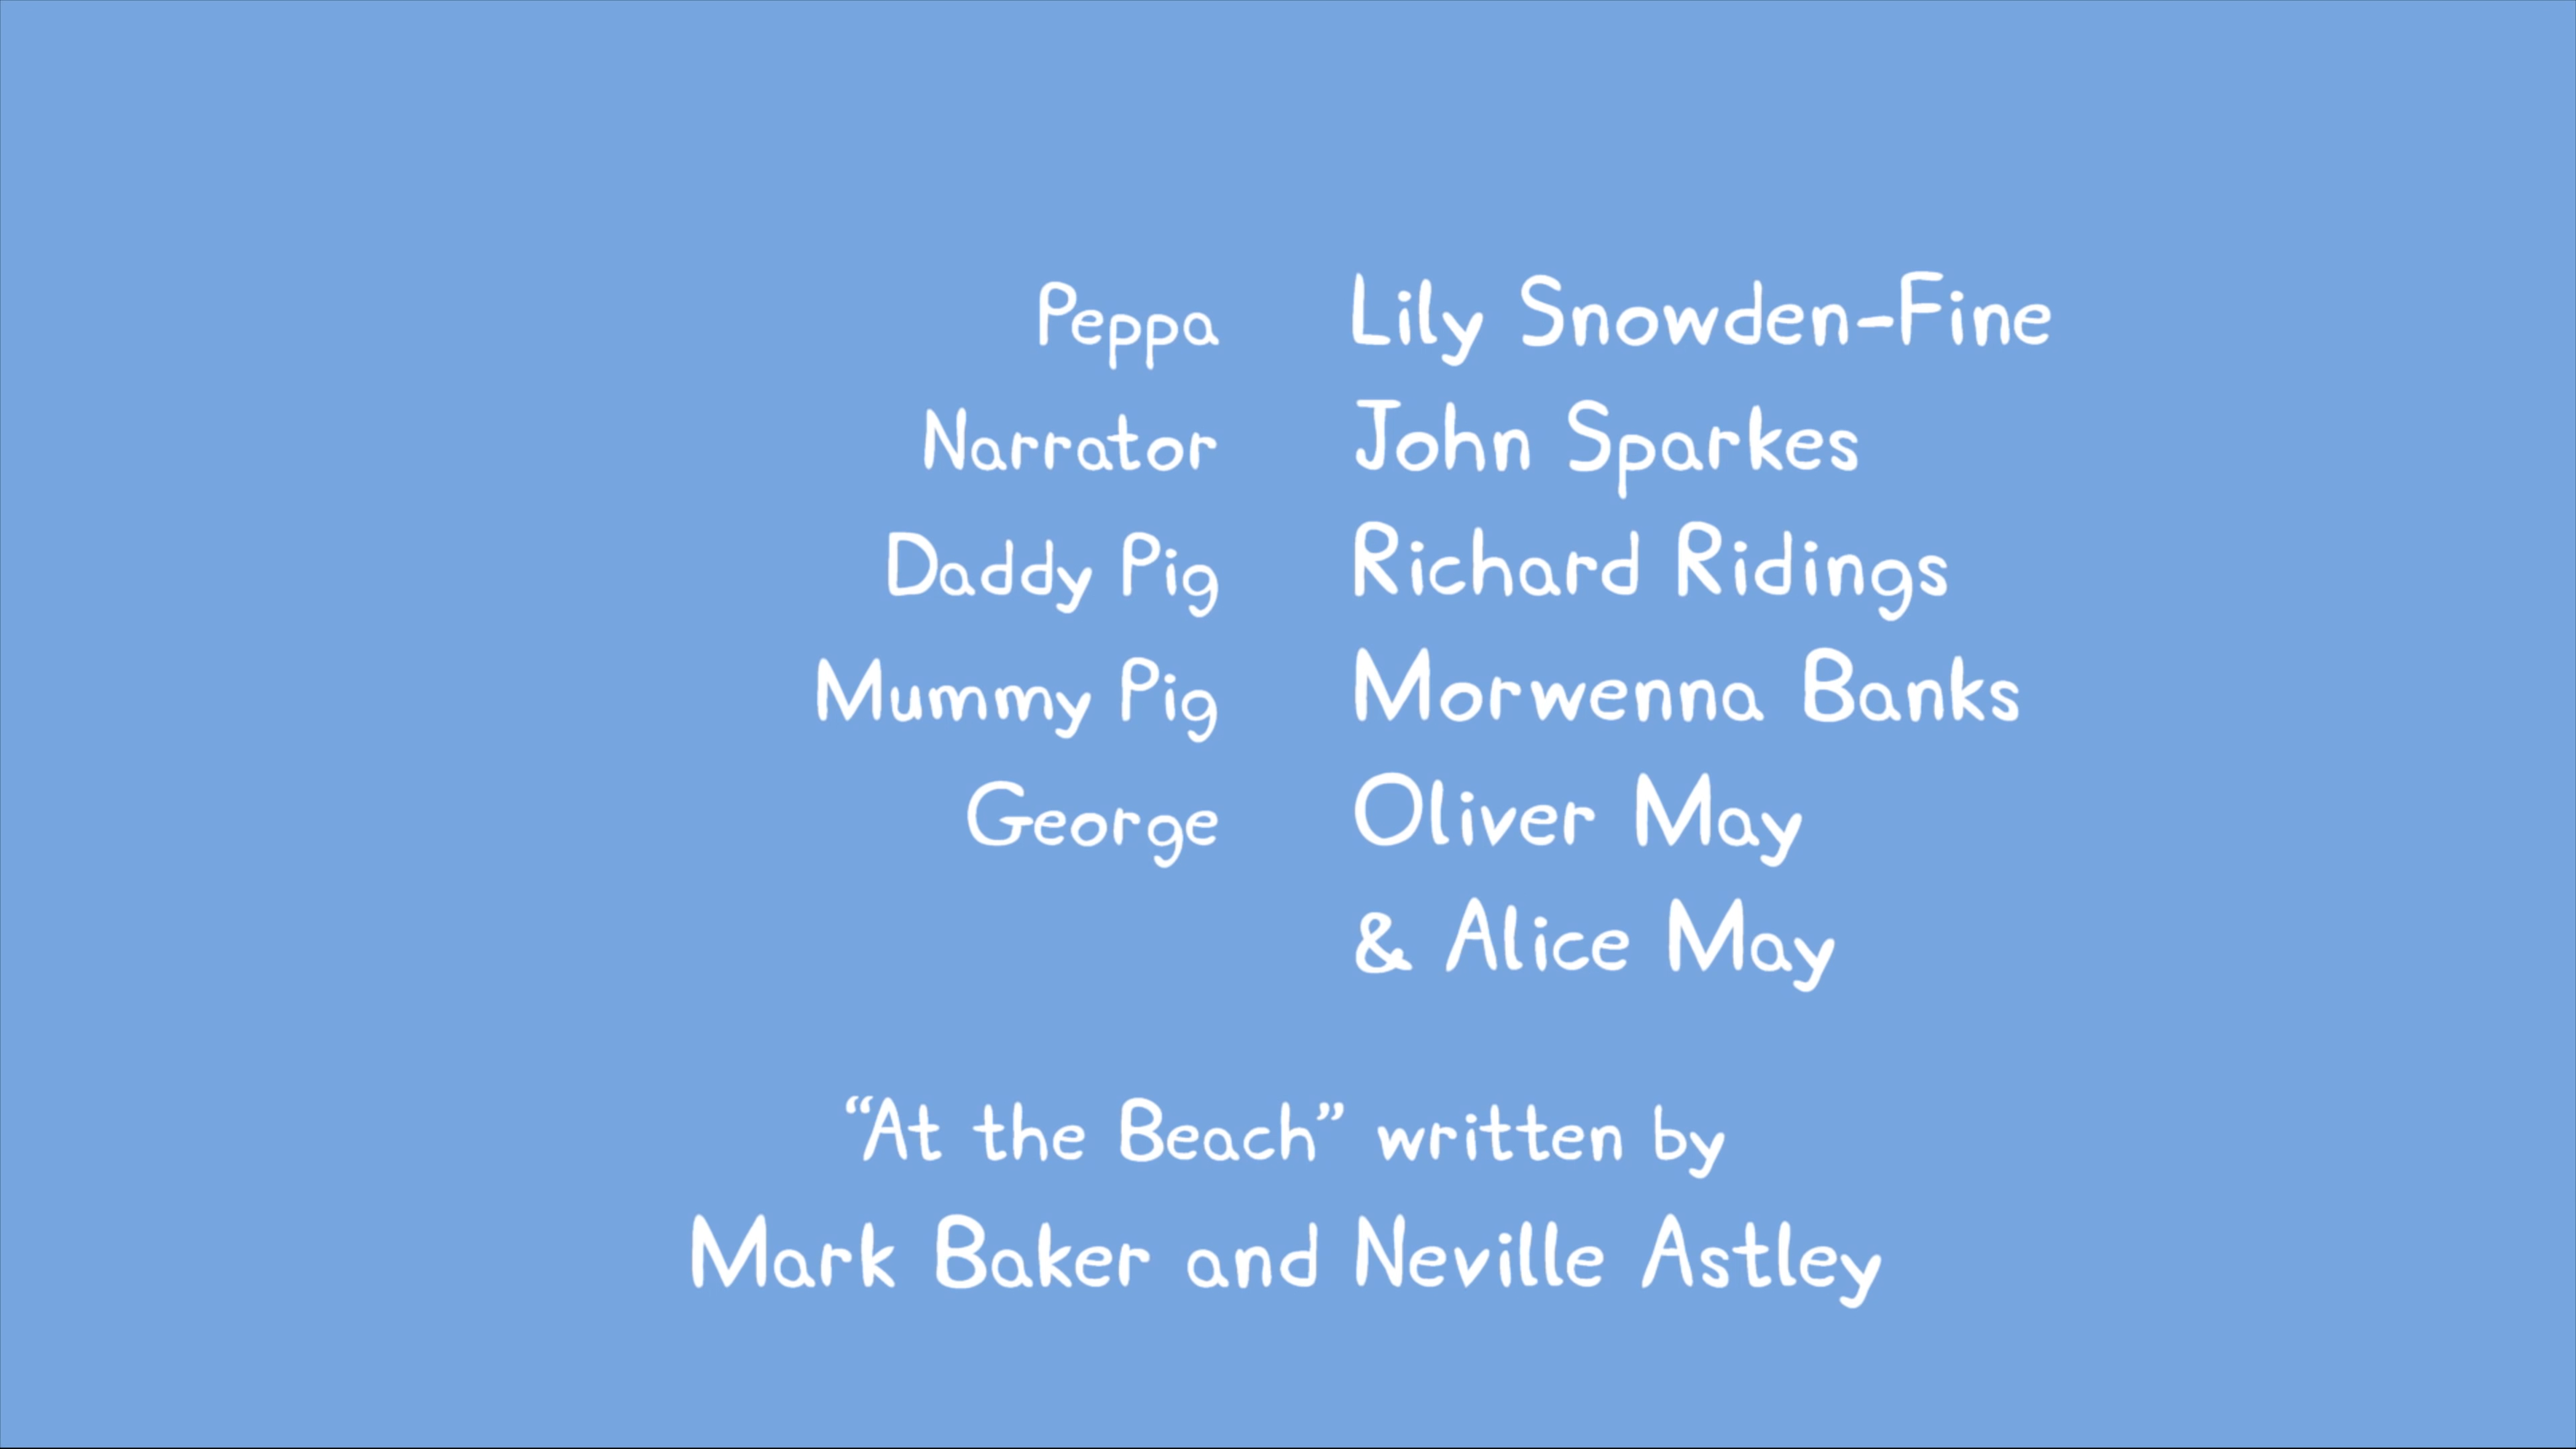 Peppa Lily Snowden-Fine
Narrator John Sparkes
Daddy Pig Richard Ridings
Mummy Pig Morwenna Banks
George Oliver May
& Alice May
“At the Beach” written by
Mark Baker and Neville Astley